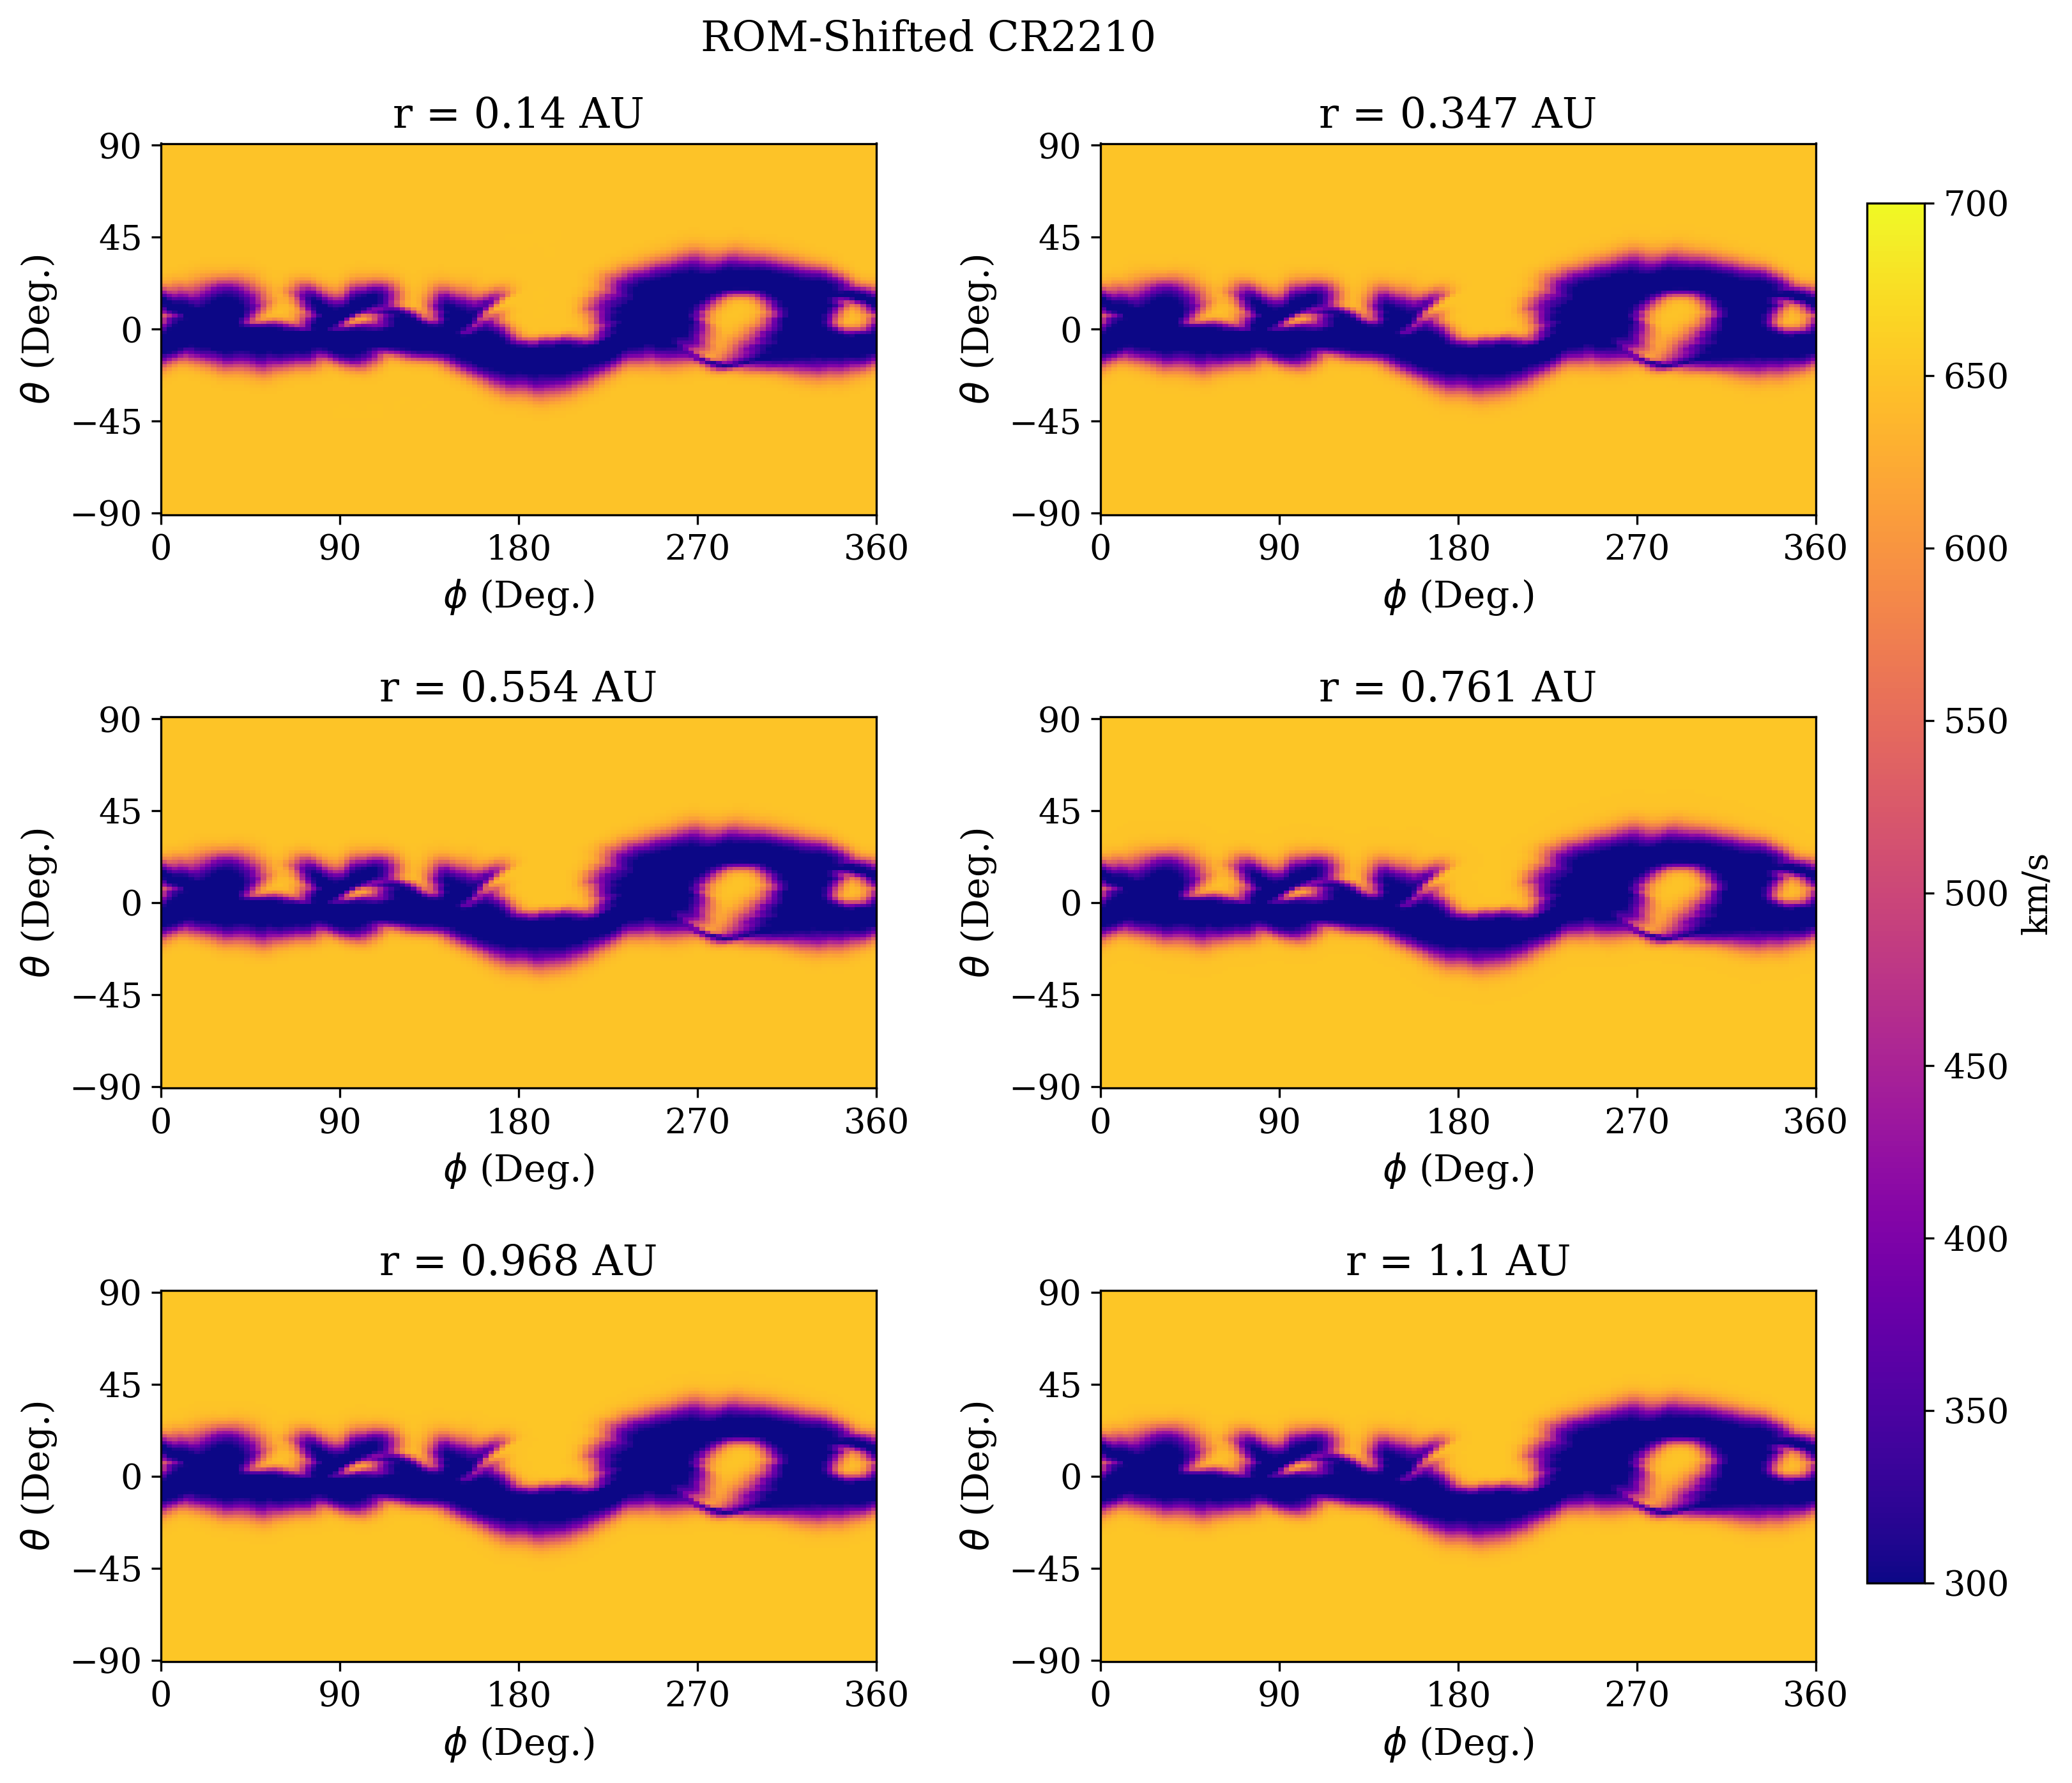 ROM-Shifted CR2210
r = 0.14 AU
90
45
0
−45
−90
θ (Deg.)
0 90 180 270 360
ϕ (Deg.)
r = 0.347 AU
90
45
0
−45
−90
θ (Deg.)
0 90 180 270 360
ϕ (Deg.)
r = 0.554 AU
90
45
0
−45
−90
θ (Deg.)
0 90 180 270 360
ϕ (Deg.)
r = 0.761 AU
90
45
0
−45
−90
θ (Deg.)
0 90 180 270 360
ϕ (Deg.)
r = 0.968 AU
90
45
0
−45
−90
θ (Deg.)
0 90 180 270 360
ϕ (Deg.)
r = 1.1 AU
90
45
0
−45
−90
θ (Deg.)
0 90 180 270 360
ϕ (Deg.)
700
650
600
550
500
450
400
350
300
km/s